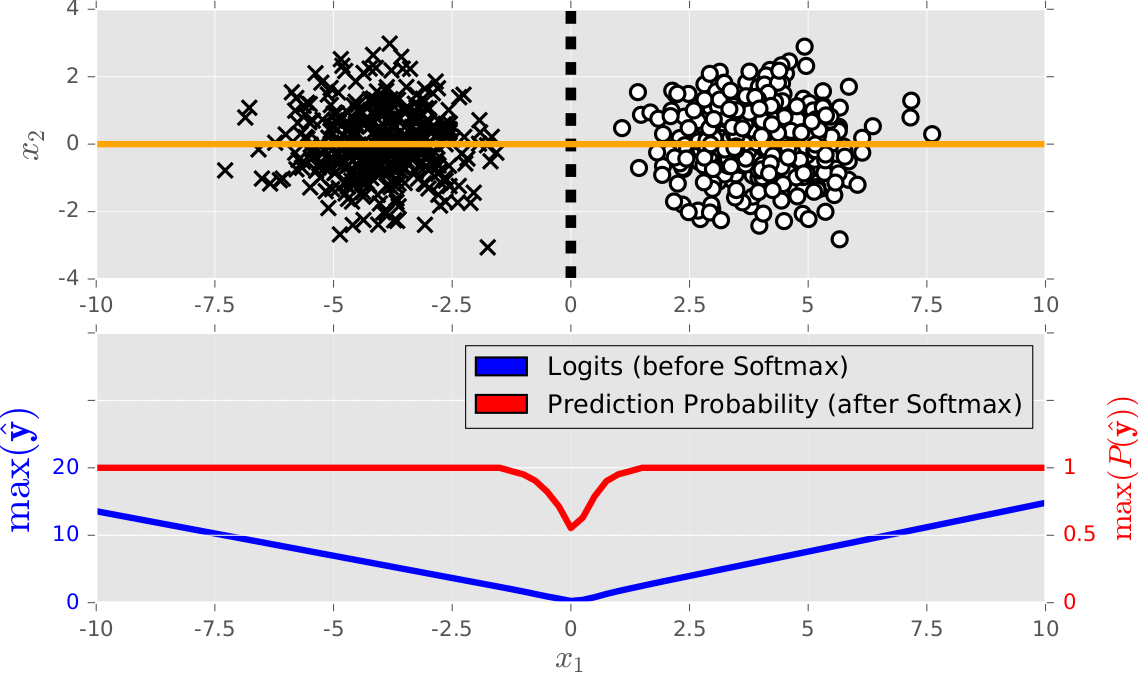 4
2
0
-2
-4
x₂
-10 -7.5 -5 -2.5 0 2.5 5 7.5 10
Logits (before Softmax)
Prediction Probability (after Softmax)
max(ŷ)
20
10
0
1
0.5
0
max(P(ŷ))
-10 -7.5 -5 -2.5 0 2.5 5 7.5 10
x₁